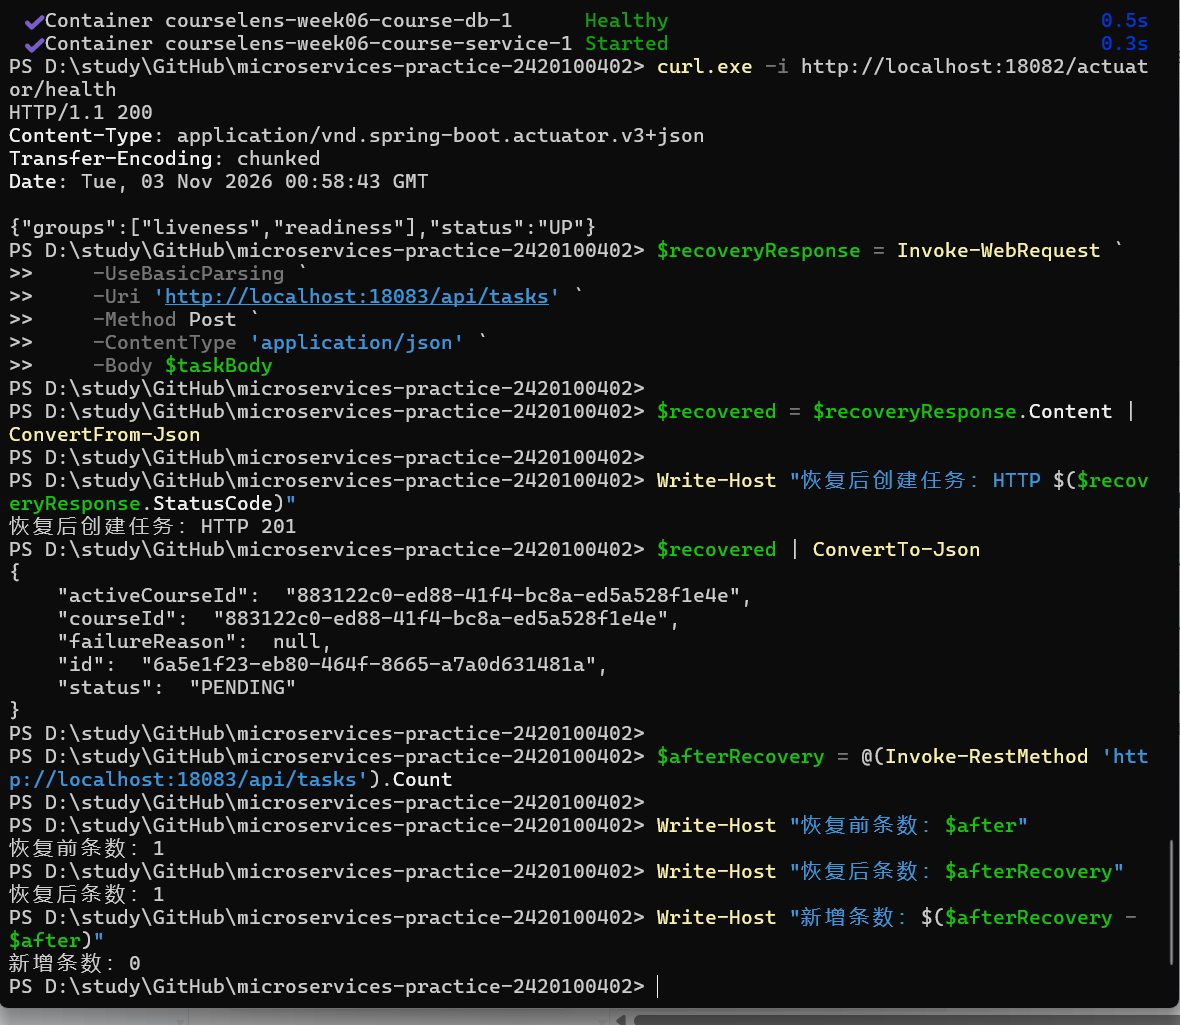 ✔Container courselens-week06-course-db-1 Healthy 0.5s
✔Container courselens-week06-course-service-1 Started 0.3s
PS D:\study\GitHub\microservices-practice-2420100402> curl.exe -i http://localhost:18082/actuat
or/health
HTTP/1.1 200
Content-Type: application/vnd.spring-boot.actuator.v3+json
Transfer-Encoding: chunked
Date: Tue, 03 Nov 2026 00:58:43 GMT
{"groups":["liveness","readiness"],"status":"UP"}
PS D:\study\GitHub\microservices-practice-2420100402> $recoveryResponse = Invoke-WebRequest `
>>     -UseBasicParsing `
>>     -Uri 'http://localhost:18083/api/tasks' `
>>     -Method Post `
>>     -ContentType 'application/json' `
>>     -Body $taskBody
PS D:\study\GitHub\microservices-practice-2420100402>
PS D:\study\GitHub\microservices-practice-2420100402> $recovered = $recoveryResponse.Content |
ConvertFrom-Json
PS D:\study\GitHub\microservices-practice-2420100402>
PS D:\study\GitHub\microservices-practice-2420100402> Write-Host "恢复后创建任务: HTTP $($recov
eryResponse.StatusCode)"
恢复后创建任务: HTTP 201
PS D:\study\GitHub\microservices-practice-2420100402> $recovered | ConvertTo-Json
{
    "activeCourseId":  "883122c0-ed88-41f4-bc8a-ed5a528f1e4e",
    "courseId":  "883122c0-ed88-41f4-bc8a-ed5a528f1e4e",
    "failureReason":  null,
    "id":  "6a5e1f23-eb80-464f-8665-a7a0d631481a",
    "status":  "PENDING"
}
PS D:\study\GitHub\microservices-practice-2420100402>
PS D:\study\GitHub\microservices-practice-2420100402> $afterRecovery = @(Invoke-RestMethod 'htt
p://localhost:18083/api/tasks').Count
PS D:\study\GitHub\microservices-practice-2420100402>
PS D:\study\GitHub\microservices-practice-2420100402> Write-Host "恢复前条数: $after"
恢复前条数: 1
PS D:\study\GitHub\microservices-practice-2420100402> Write-Host "恢复后条数: $afterRecovery"
恢复后条数: 1
PS D:\study\GitHub\microservices-practice-2420100402> Write-Host "新增条数: $($afterRecovery -
$after)"
新增条数: 0
PS D:\study\GitHub\microservices-practice-2420100402>